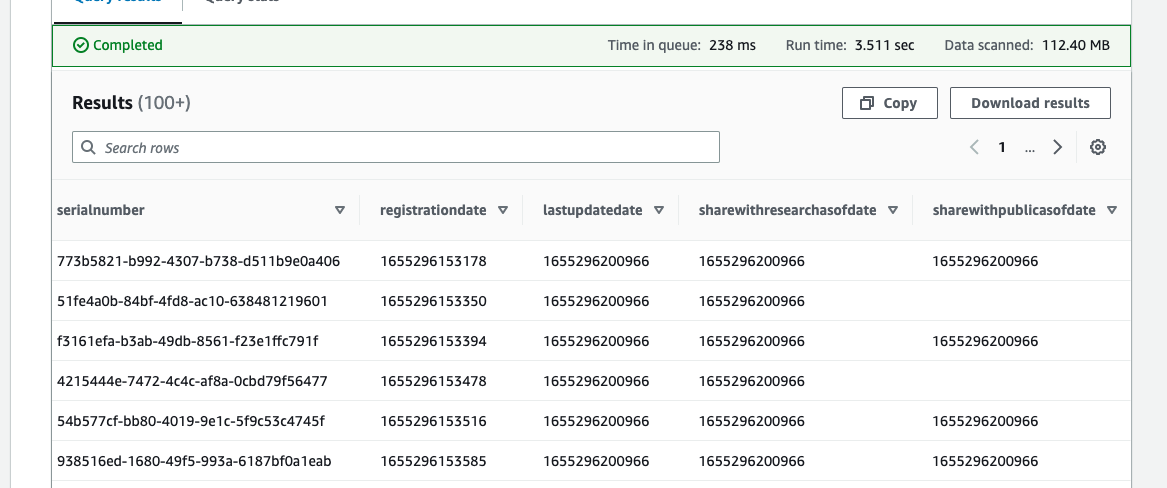 Query results Query stats
Completed Time in queue: 238 ms Run time: 3.511 sec Data scanned: 112.40 MB
Results (100+) Copy Download results
Search rows 1 ...
serialnumber registrationdate lastupdatedate sharewithresearchasofdate sharewithpublicasofdate
773b5821-b992-4307-b738-d511b9e0a406 1655296153178 1655296200966 1655296200966 1655296200966
51fe4a0b-84bf-4fd8-ac10-638481219601 1655296153350 1655296200966 1655296200966
f3161efa-b3ab-49db-8561-f23e1ffc791f 1655296153394 1655296200966 1655296200966 1655296200966
4215444e-7472-4c4c-af8a-0cbd79f56477 1655296153478 1655296200966 1655296200966
54b577cf-bb80-4019-9e1c-5f9c53c4745f 1655296153516 1655296200966 1655296200966 1655296200966
938516ed-1680-49f5-993a-6187bf0a1eab 1655296153585 1655296200966 1655296200966 1655296200966